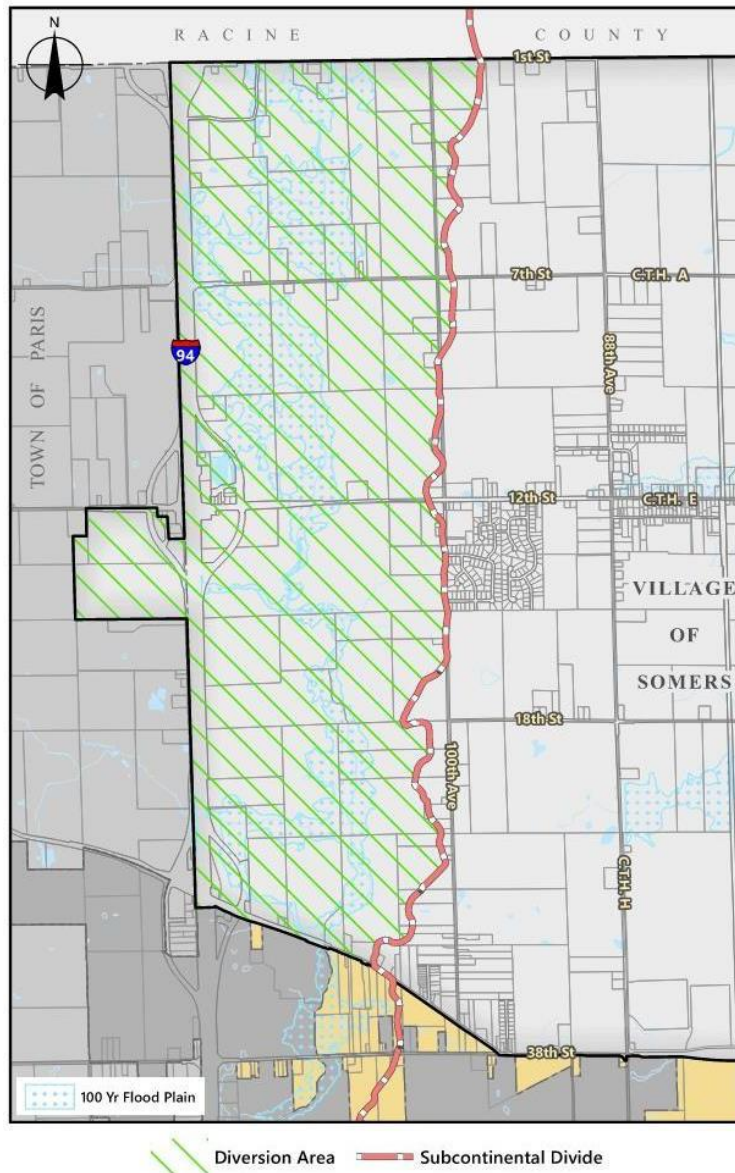 N
RACINE COUNTY
1st St
7th St
C.T.H. A
88th Ave
94
TOWN OF PARIS
12th St
C.T.H. E
VILLAGE
OF
SOMERS
18th St
100th Ave
C.T.H. H
38th St
100 Yr Flood Plain
Diversion Area
Subcontinental Divide